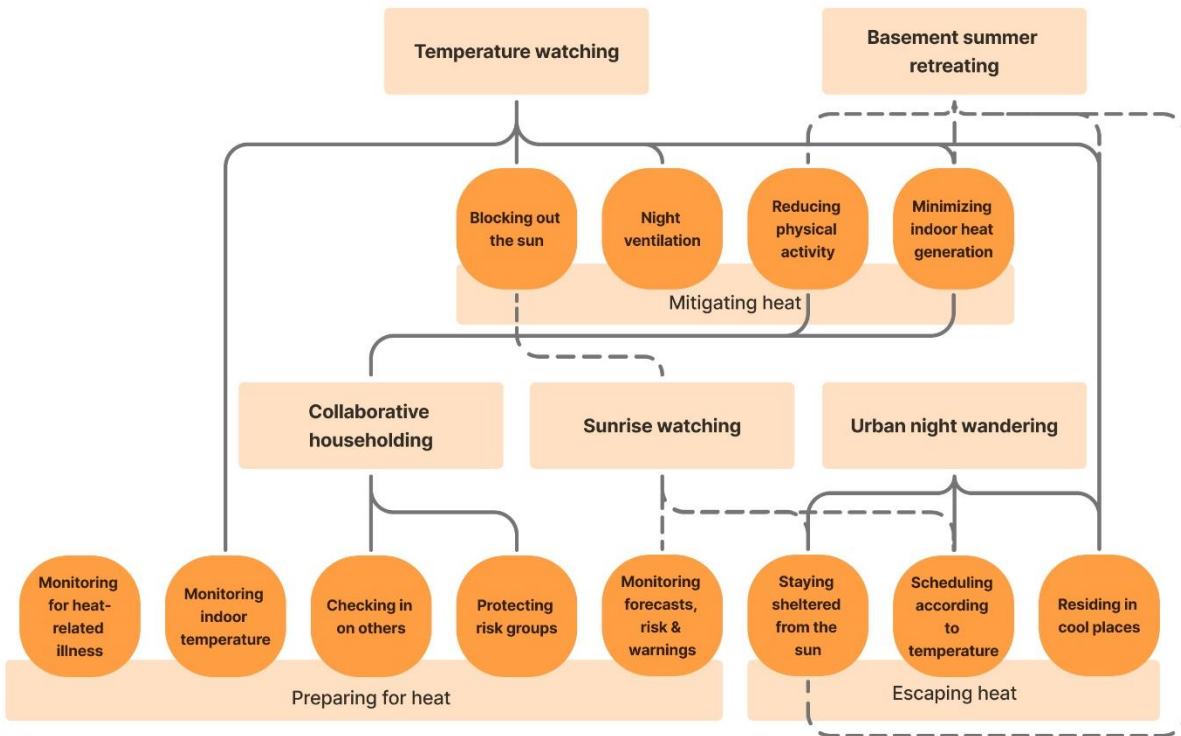 Temperature watching
Basement summer
retreating
Blocking out
the sun
Night
ventilation
Reducing
physical
activity
Minimizing
indoor heat
generation
Mitigating heat
Collaborative
householding
Sunrise watching
Urban night wandering
Monitoring
for heat-
related
illness
Monitoring
indoor
temperature
Checking in
on others
Protecting
risk groups
Monitoring
forecasts,
risk &
warnings
Staying
sheltered
from the
sun
Scheduling
according
to
temperature
Residing in
cool places
Preparing for heat
Escaping heat